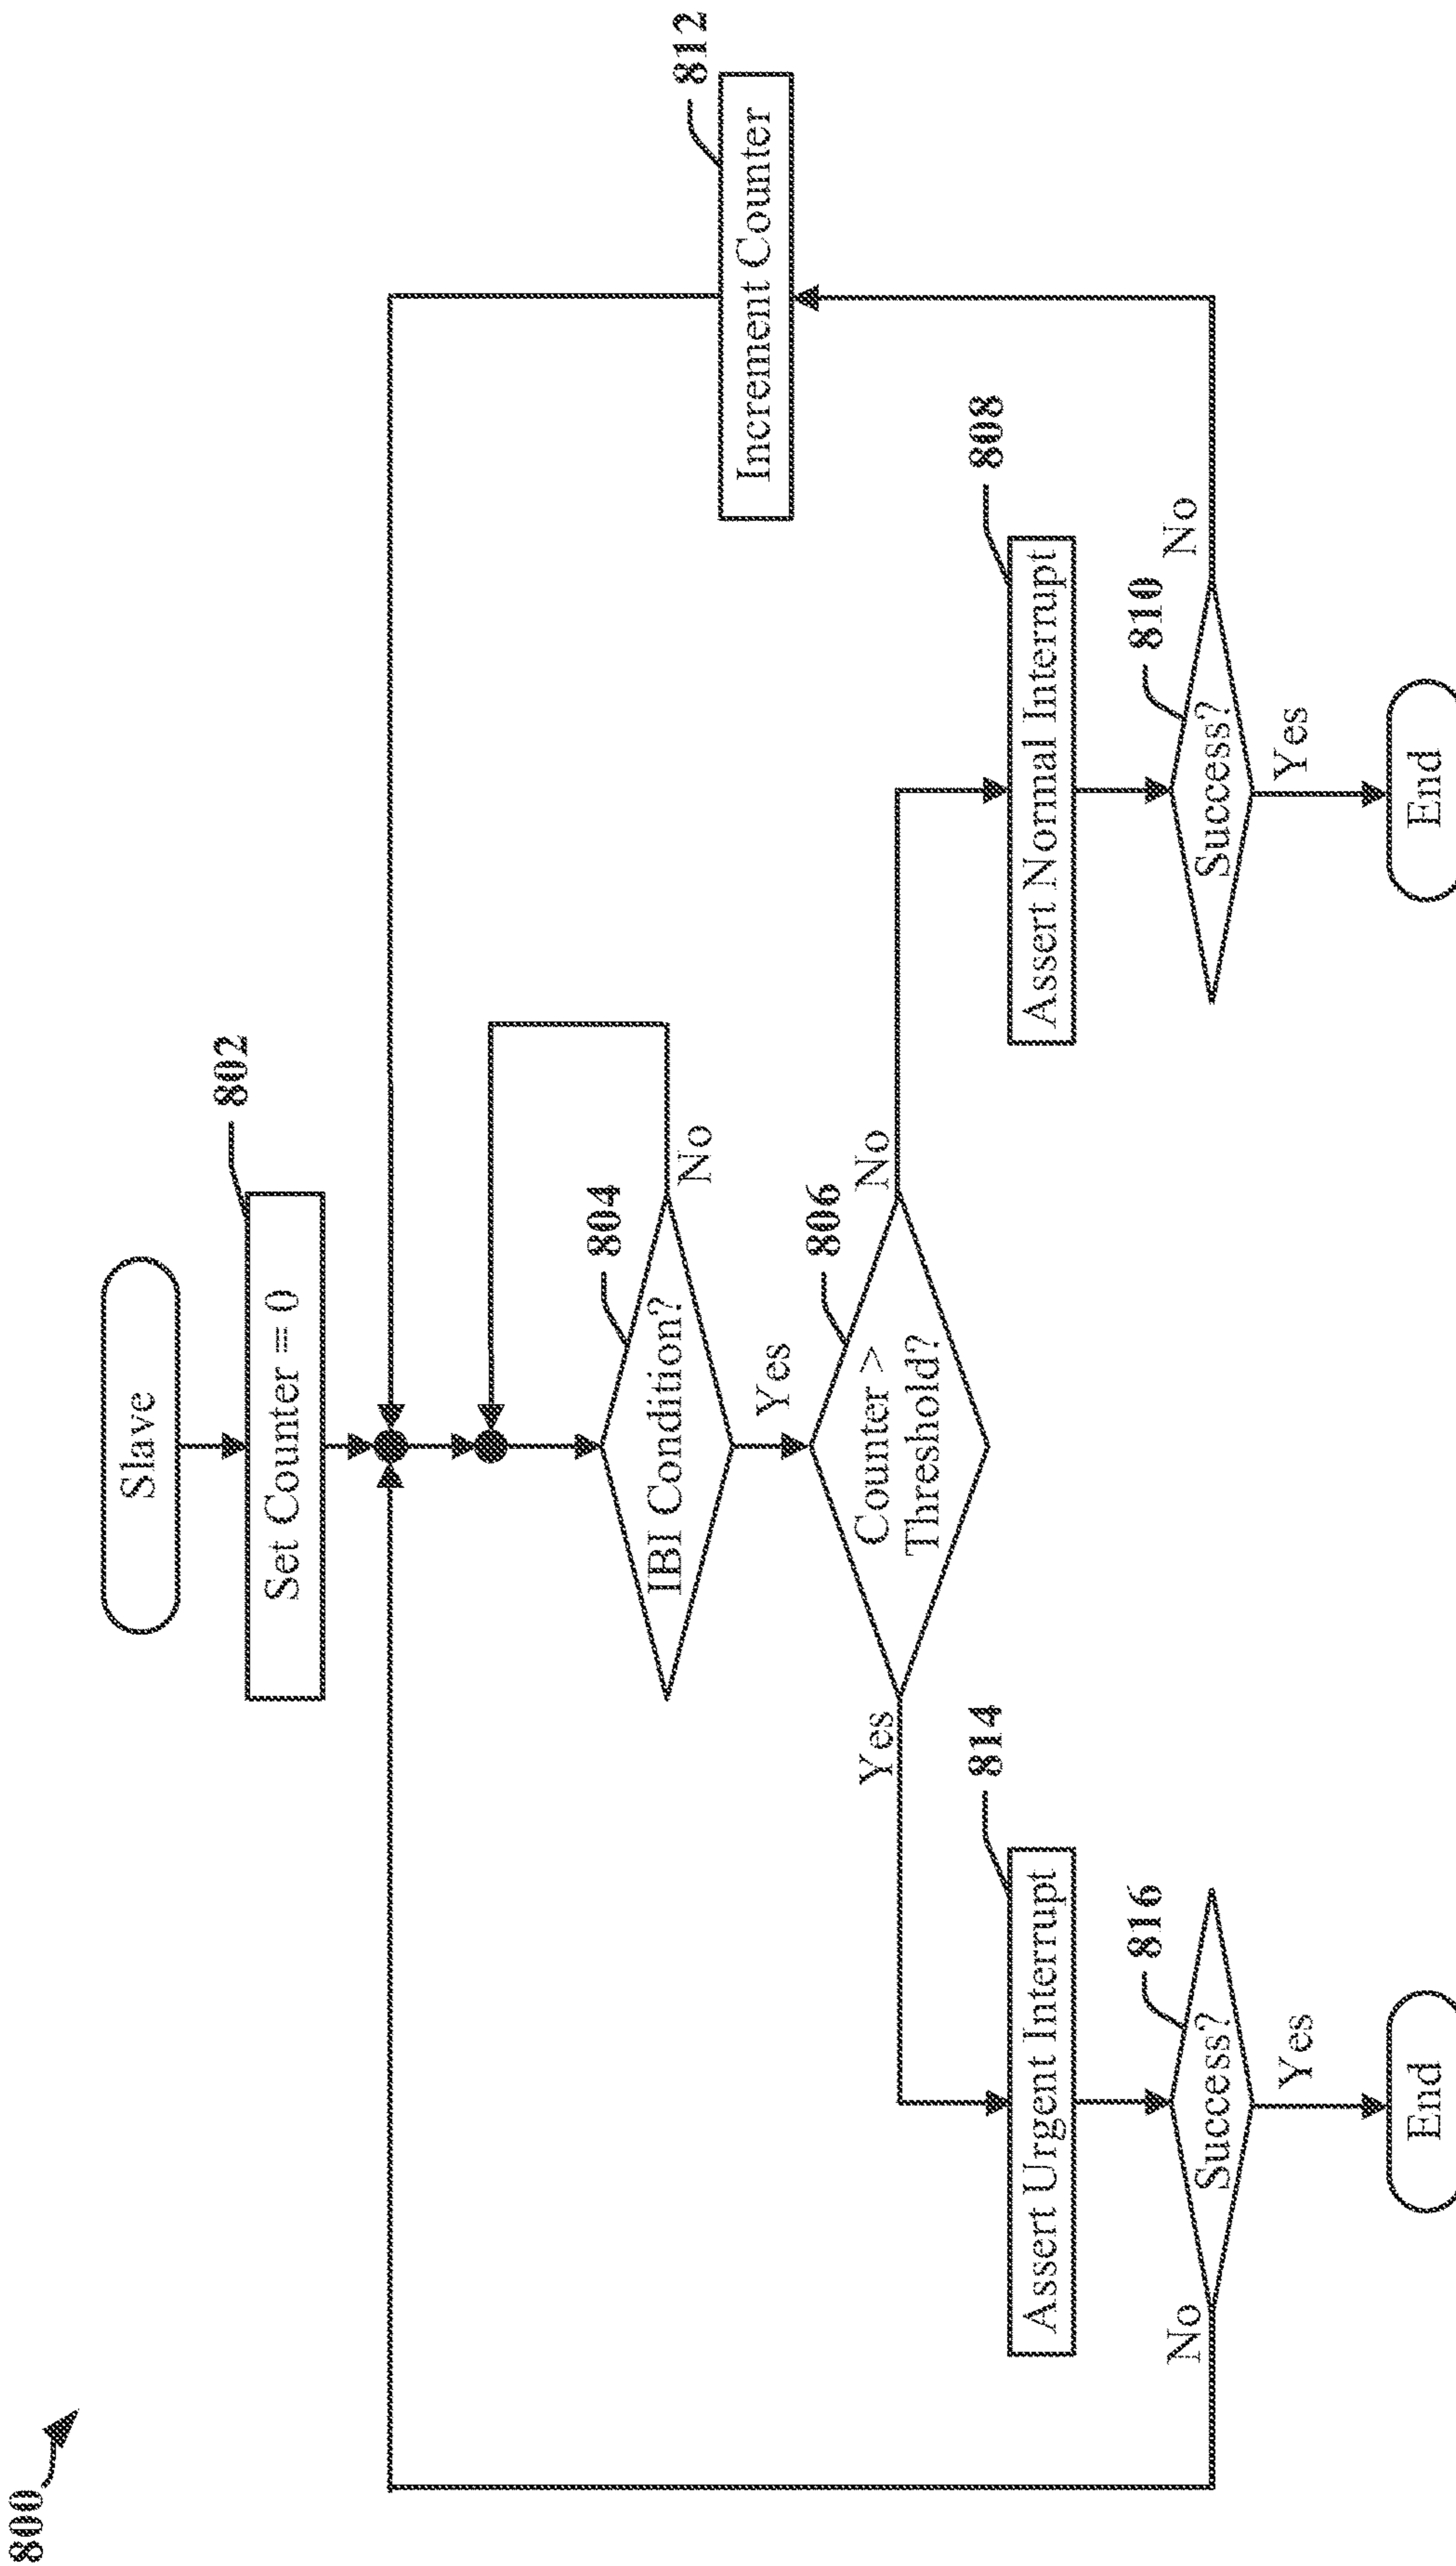 800
Slave
802
Set Counter = 0
804
IBI Condition?
No
Yes
806
Counter >
Threshold?
Yes
No
812
Increment Counter
814
Assert Urgent Interrupt
808
Assert Normal Interrupt
816
Success?
No
Yes
810
Success?
No
Yes
End
End